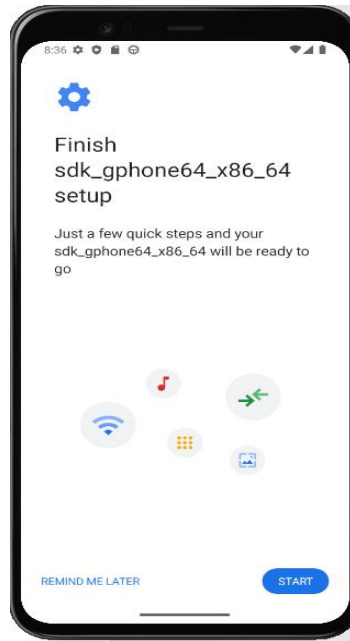 8:36
Finish
sdk_gphone64_x86_64
setup
Just a few quick steps and your
sdk_gphone64_x86_64 will be ready to
go
REMIND ME LATER
START